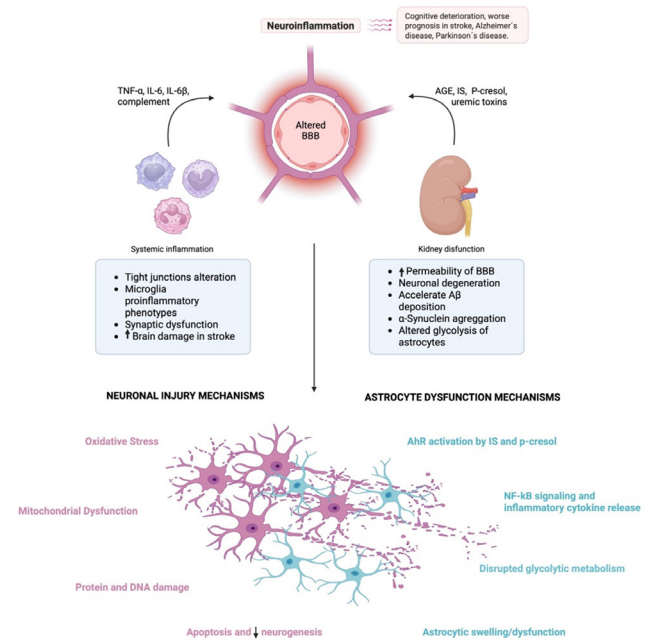 Neuroinflammation
Cognitive deterioration, worse
prognosis in stroke, Alzheimer´s
disease, Parkinson´s disease.
TNF-α, IL-6, IL-6β,
complement
AGE, IS, P-cresol,
uremic toxins
Altered
BBB
Systemic inflammation
Kidney disfunction
• Tight junctions alteration
• Microglia
proinflammatory
phenotypes
• Synaptic dysfunction
• ↑ Brain damage in stroke
• ↑ Permeability of BBB
• Neuronal degeneration
• Accelerate Aβ
deposition
• α-Synuclein agreggation
• Altered glycolysis of
astrocytes
NEURONAL INJURY MECHANISMS
ASTROCYTE DYSFUNCTION MECHANISMS
Oxidative Stress
AhR activation by IS and p-cresol
NF-kB signaling and
inflammatory cytokine release
Mitochondrial Dysfunction
Disrupted glycolytic metabolism
Protein and DNA damage
Apoptosis and ↓ neurogenesis
Astrocytic swelling/dysfunction